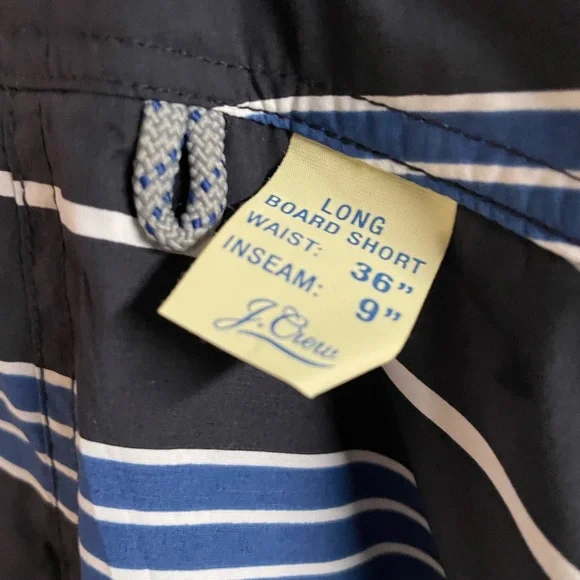 LONG
BOARD SHORT
WAIST: 36"
INSEAM: 9"
J.Crew